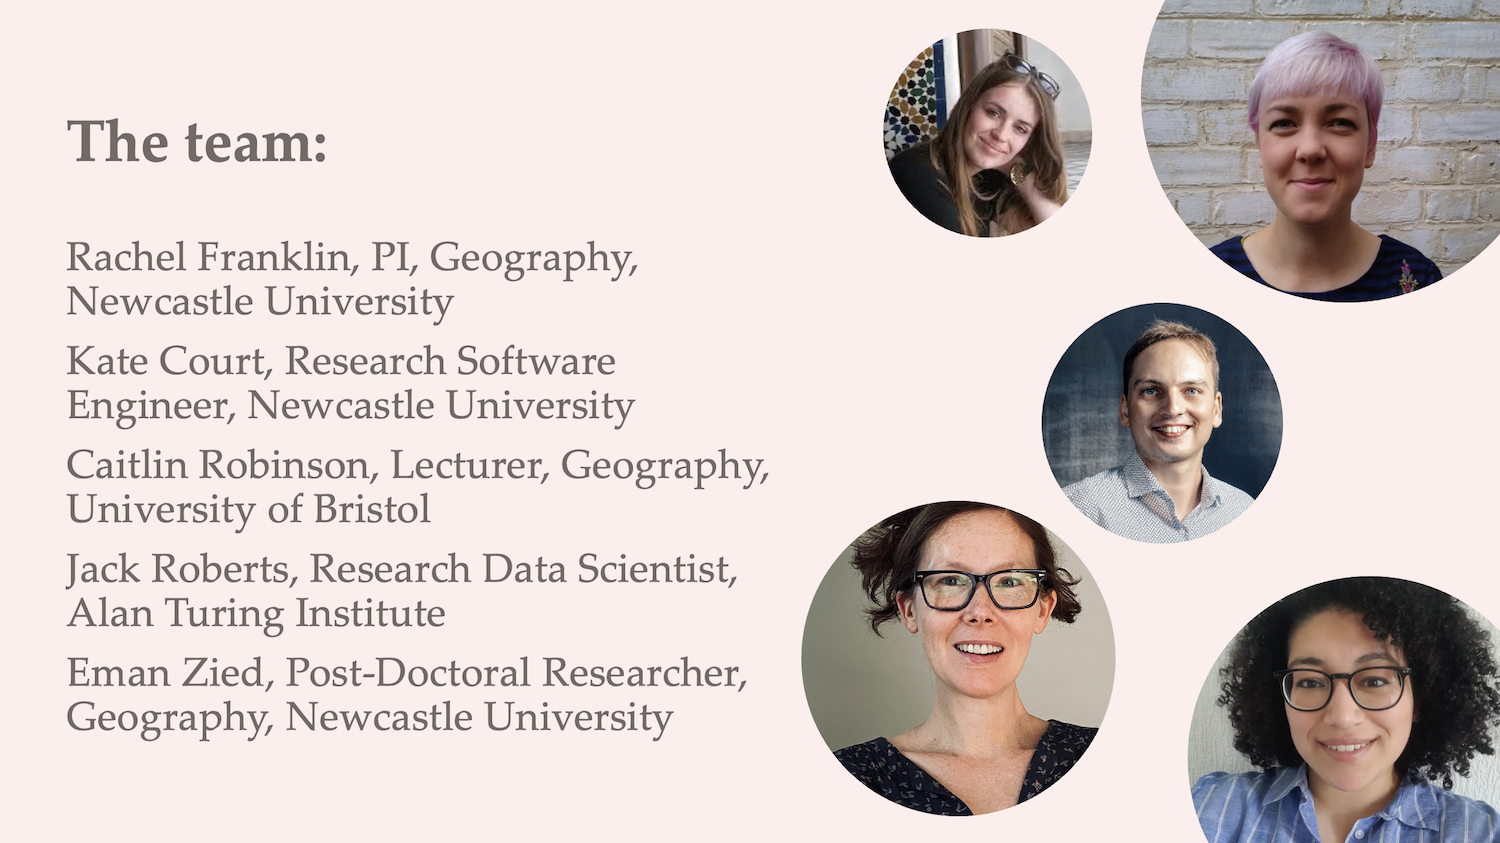 The team:
Rachel Franklin, PI, Geography,
Newcastle University
Kate Court, Research Software
Engineer, Newcastle University
Caitlin Robinson, Lecturer, Geography,
University of Bristol
Jack Roberts, Research Data Scientist,
Alan Turing Institute
Eman Zied, Post-Doctoral Researcher,
Geography, Newcastle University